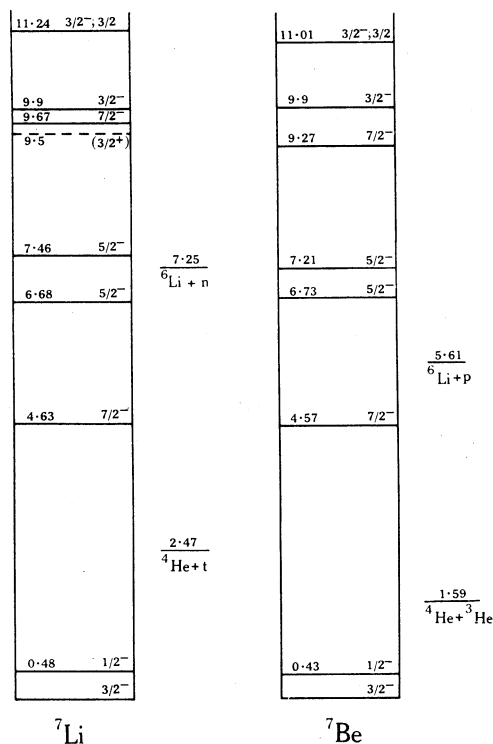 11·24 3/2⁻; 3/2
9·9 3/2⁻
9·67 7/2⁻
9·5 (3/2⁺)
7·46 5/2⁻
6·68 5/2⁻
4·63 7/2⁻
0·48 1/2⁻
3/2⁻
7·25
⁶Li + n
2·47
⁴He + t
⁷Li
11·01 3/2⁻; 3/2
9·9 3/2⁻
9·27 7/2⁻
7·21 5/2⁻
6·73 5/2⁻
4·57 7/2⁻
0·43 1/2⁻
3/2⁻
5·61
⁶Li + p
1·59
⁴He + ³He
⁷Be